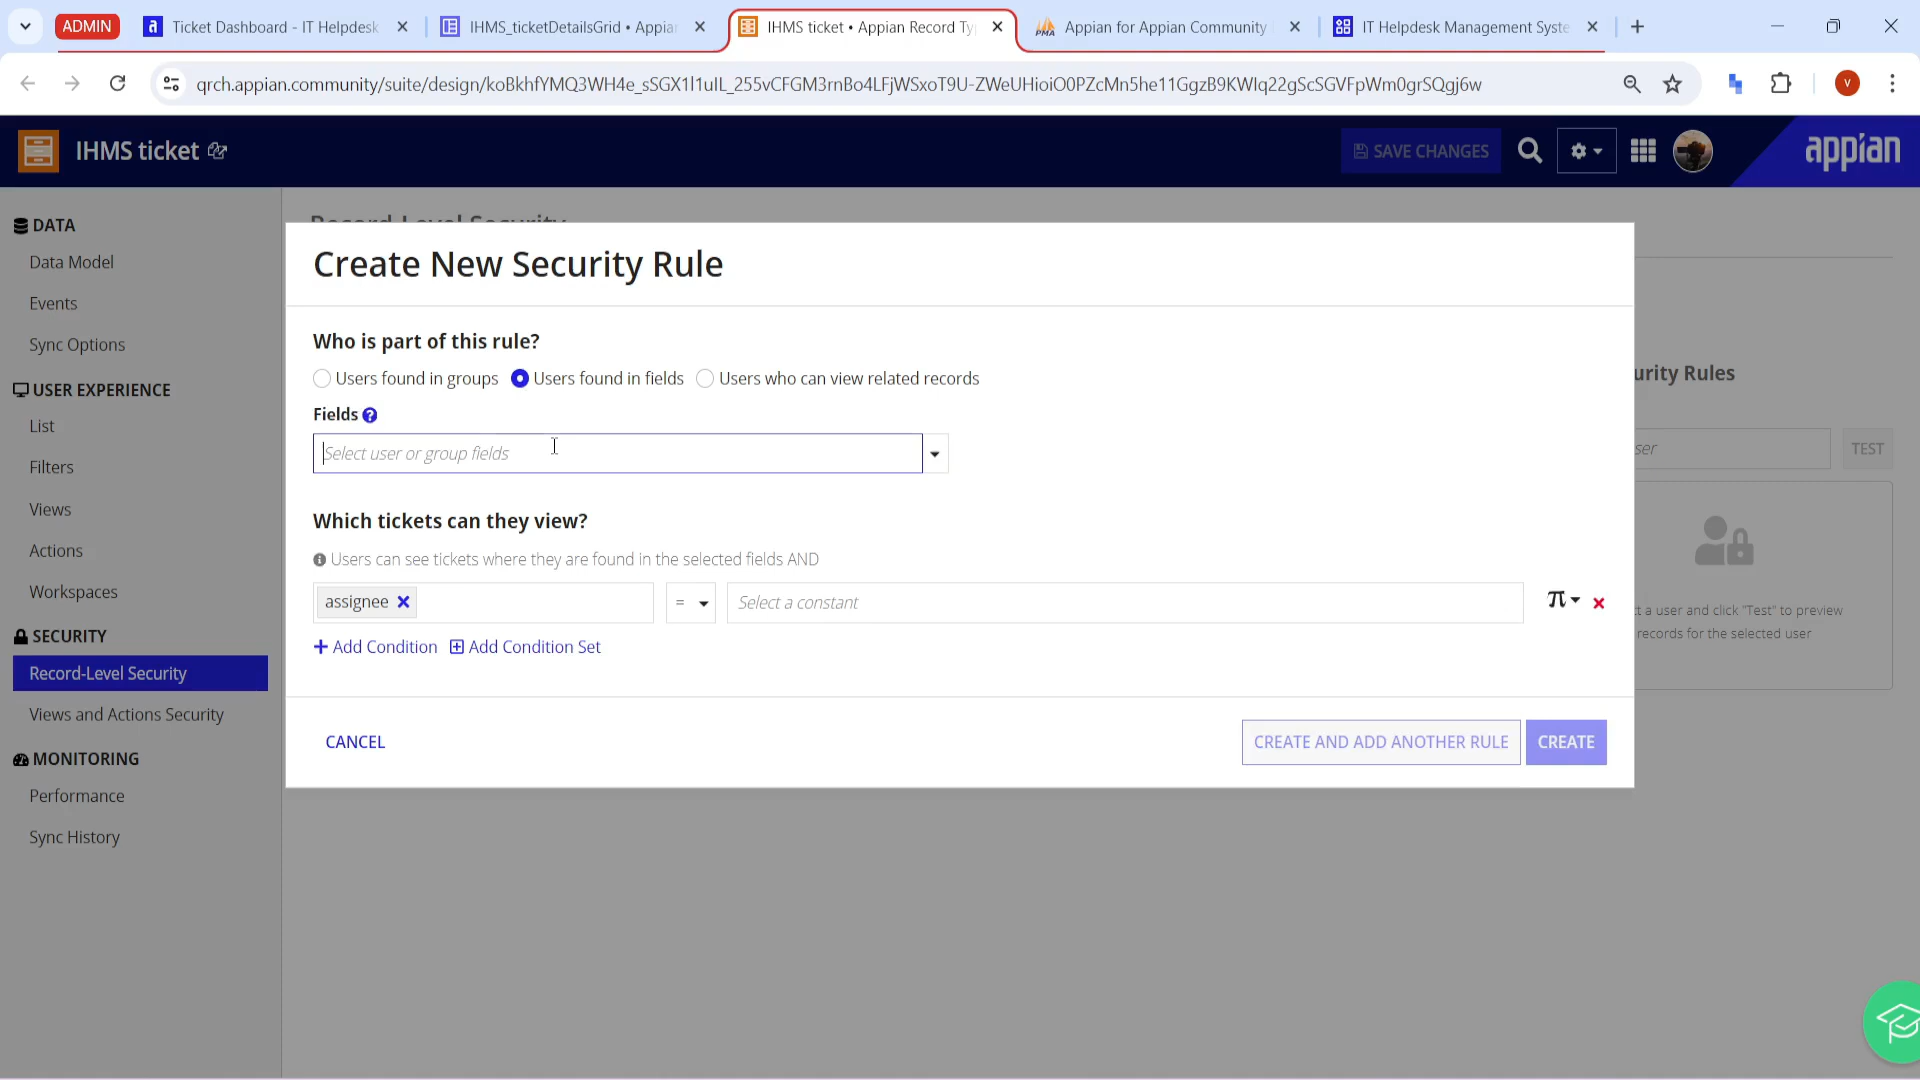 ADMIN
Ticket Dashboard - IT Helpdesk
IHMS_ticketDetailsGrid • Appian
IHMS ticket • Appian Record Ty
Appian for Appian Community
IT Helpdesk Management Syste
qrch.appian.community/suite/design/koBkhfYMQ3WH4e_sSGX1l1uIL_255vCFGM3rnBo4LFjWSxoT9U-ZWeUHioiO0PZcMn5he11GgzB9KWIq22gScSGVFpWm0grSQgj6w
V
IHMS ticket
SAVE CHANGES
appian
DATA
Data Model
Events
Sync Options
USER EXPERIENCE
List
Filters
Views
Actions
Workspaces
SECURITY
Record-Level Security
Views and Actions Security
MONITORING
Performance
Sync History
Record-Level Security
Create New Security Rule
Who is part of this rule?
Users found in groups
Users found in fields
Users who can view related records
Fields
Select user or group fields
Which tickets can they view?
Users can see tickets where they are found in the selected fields AND
assignee
=
Select a constant
π
Add Condition
Add Condition Set
CANCEL
CREATE AND ADD ANOTHER RULE
CREATE
urity Rules
ser
TEST
t a user and click "Test" to preview
records for the selected user